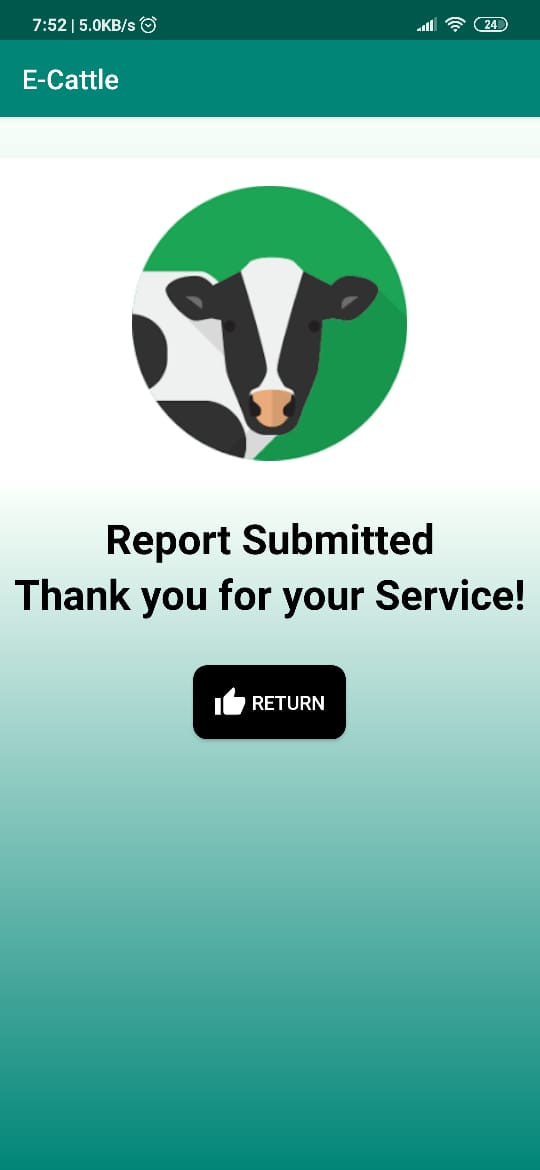 7:52 | 5.0KB/s
24
E-Cattle
Report Submitted
Thank you for your Service!
RETURN